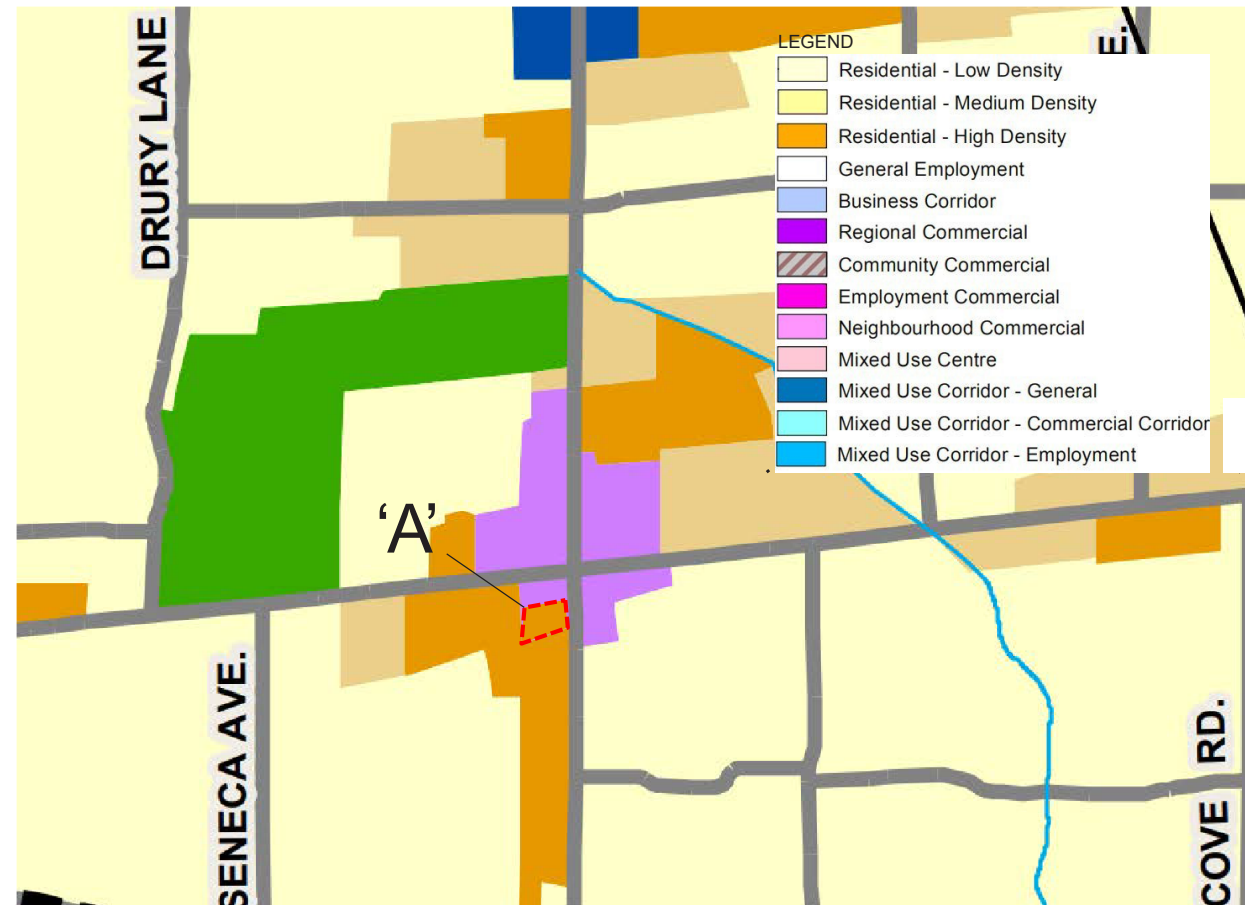 DRURY LANE
LEGEND
E.
Residential - Low Density
Residential - Medium Density
Residential - High Density
General Employment
Business Corridor
Regional Commercial
Community Commercial
Employment Commercial
Neighbourhood Commercial
Mixed Use Centre
Mixed Use Corridor - General
Mixed Use Corridor - Commercial Corridor
Mixed Use Corridor - Employment
‘A’
SENECA AVE.
COVE RD.